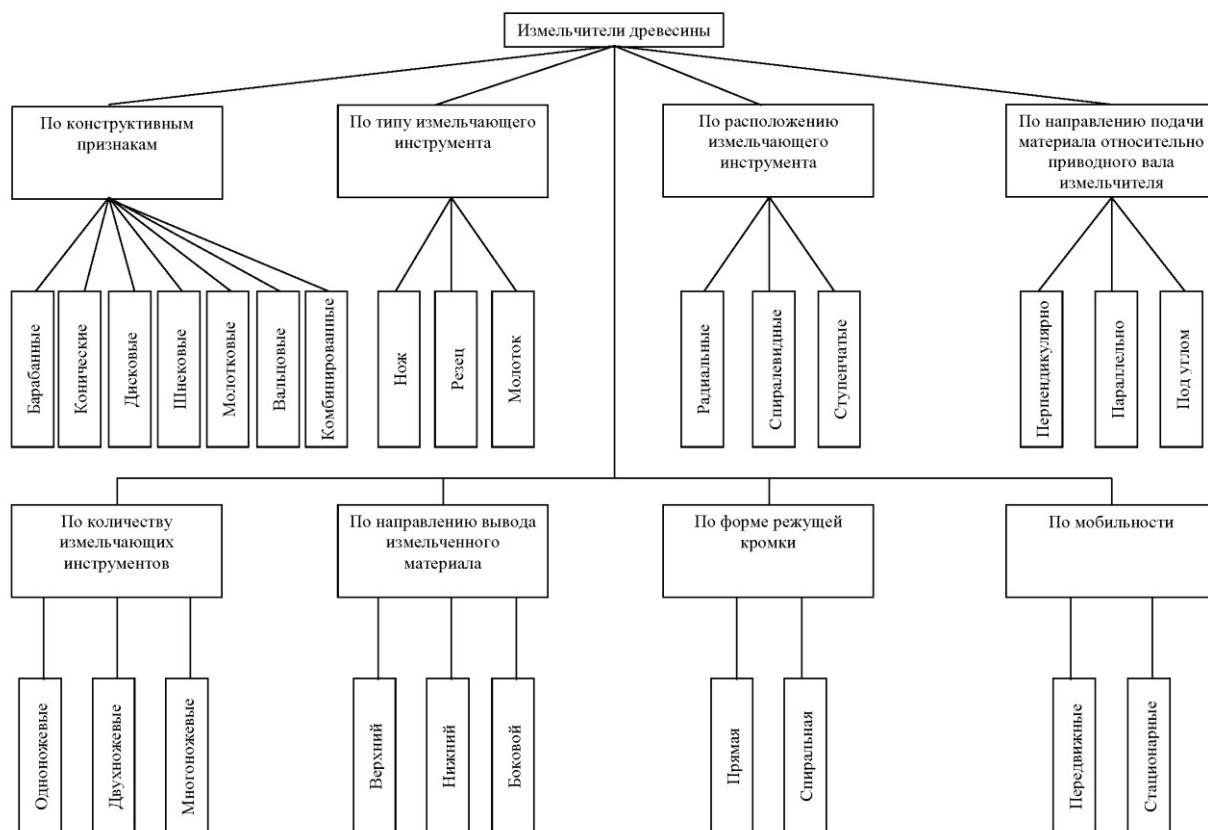 Измельчители древесины
По конструктивным
признакам
По типу измельчающего
инструмента
По расположению
измельчающего
инструмента
По направлению подачи
материала относительно
приводного вала
измельчителя
Барабанные
Конические
Дисковые
Шнековые
Молотковые
Вальцовые
Комбинированные
Нож
Резец
Молоток
Радиальные
Спиралевидные
Ступенчатые
Перпендикулярно
Параллельно
Под углом
По количеству
измельчающих
инструментов
По направлению вывода
измельченного
материала
По форме режущей
кромки
По мобильности
Одноножевые
Двухножевые
Многоножевые
Верхний
Нижний
Боковой
Прямая
Спиральная
Передвижные
Стационарные